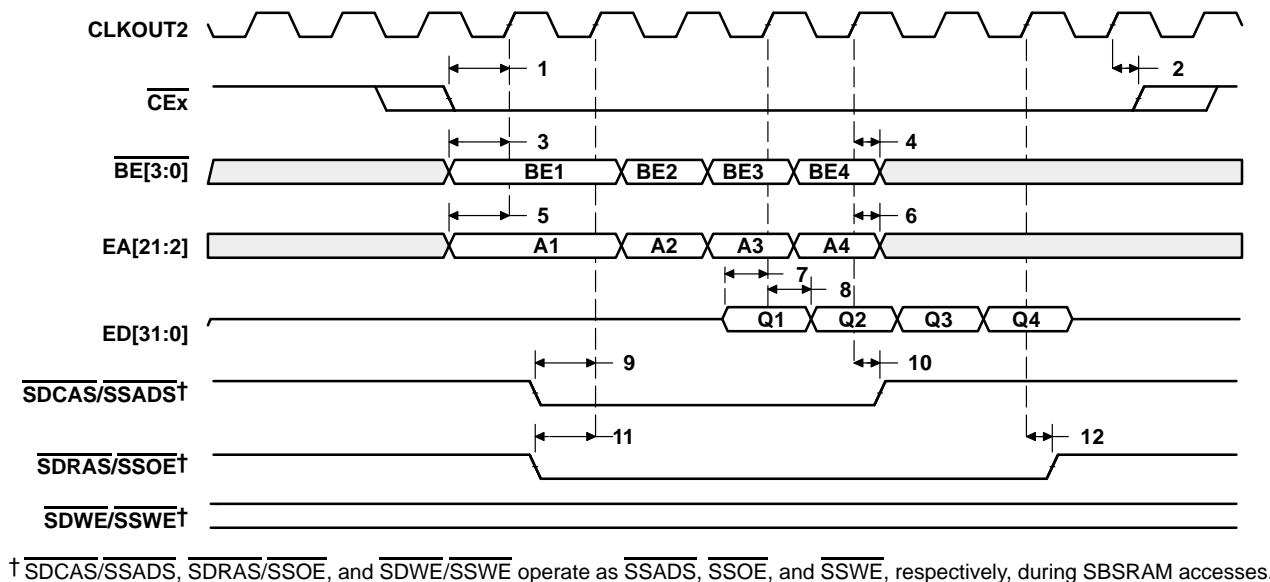 CLKOUT2
1
2
CEx
3
4
BE[3:0]
BE1 BE2 BE3 BE4
5
6
EA[21:2]
A1 A2 A3 A4
7
8
ED[31:0]
Q1 Q2 Q3 Q4
9
10
SDCAS/SSADS†
11
12
SDRAS/SSOE†
SDWE/SSWE†
† SDCAS/SSADS, SDRAS/SSOE, and SDWE/SSWE operate as SSADS, SSOE, and SSWE, respectively, during SBSRAM accesses.